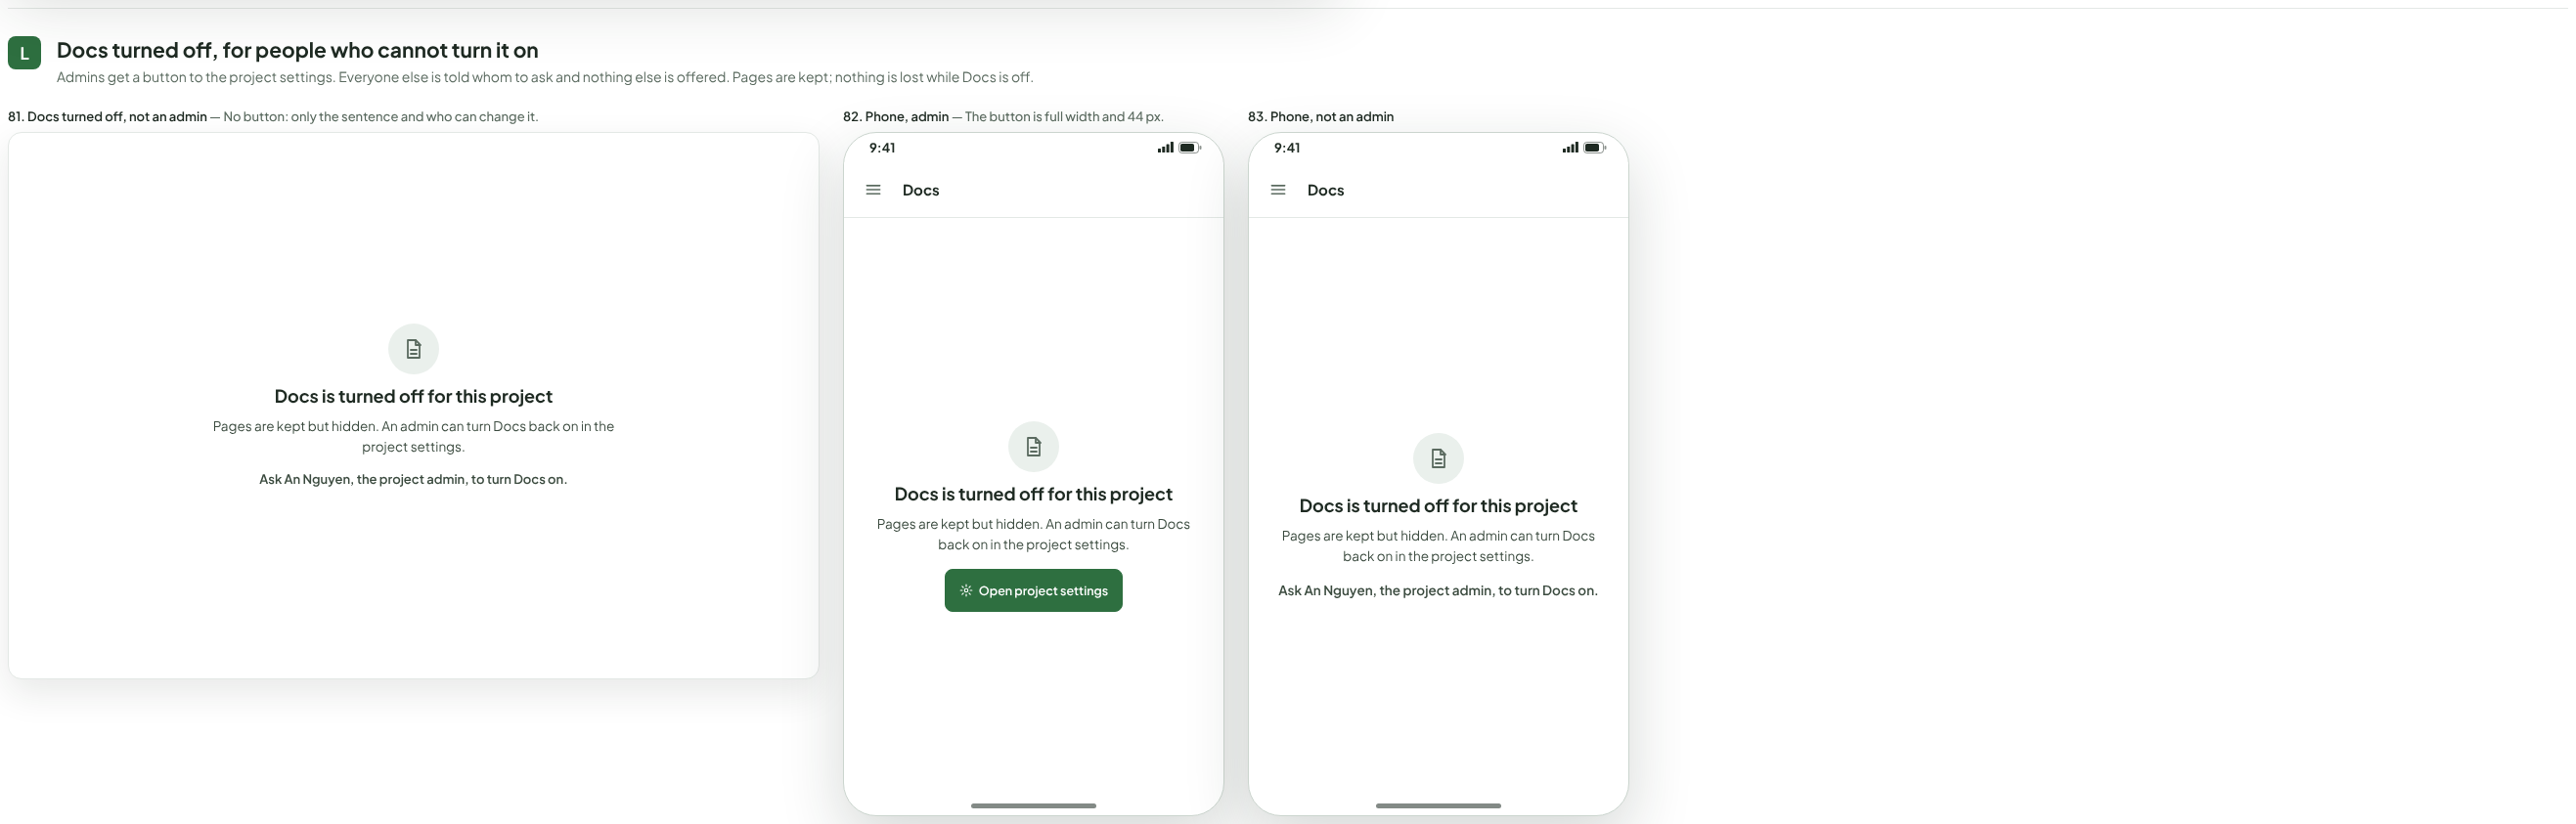 L
Docs turned off, for people who cannot turn it on
Admins get a button to the project settings. Everyone else is told whom to ask and nothing else is offered. Pages are kept; nothing is lost while Docs is off.
81. Docs turned off, not an admin — No button: only the sentence and who can change it.
Docs is turned off for this project
Pages are kept but hidden. An admin can turn Docs back on in the
project settings.
Ask An Nguyen, the project admin, to turn Docs on.
82. Phone, admin — The button is full width and 44 px.
9:41
Docs
Docs is turned off for this project
Pages are kept but hidden. An admin can turn Docs
back on in the project settings.
Open project settings
83. Phone, not an admin
9:41
Docs
Docs is turned off for this project
Pages are kept but hidden. An admin can turn Docs
back on in the project settings.
Ask An Nguyen, the project admin, to turn Docs on.